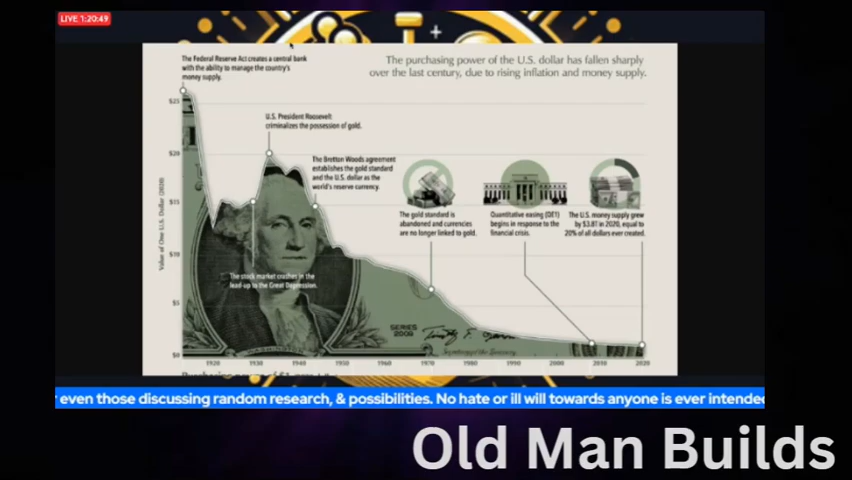 LIVE 1:20:49
The Federal Reserve Act creates a central bank
with the ability to manage the country's
money supply.
The purchasing power of the U.S. dollar has fallen sharply
over the last century, due to rising inflation and money supply.
U.S. President Roosevelt
criminalizes the possession of gold.
The Bretton Woods agreement
establishes the gold standard
and the U.S. dollar as the
world's reserve currency.
The gold standard is
abandoned and currencies
are no longer linked to gold.
Quantitative easing (QE1)
begins in response to the
financial crisis.
The U.S. money supply grew
by $3.8T in 2020, equal to
20% of all dollars ever created.
The stock market crashes in the
lead-up to the Great Depression.
Value of One U.S. Dollar (2020)
$25
$20
$15
$10
$5
$0
SERIES
2009
Secretary of the Treasury
1920 1930 1940 1950 1960 1970 1980 1990 2000 2010 2020
Purchasing power of $1
even those discussing random research, & possibilities. No hate or ill will towards anyone is ever intended
Old Man Builds